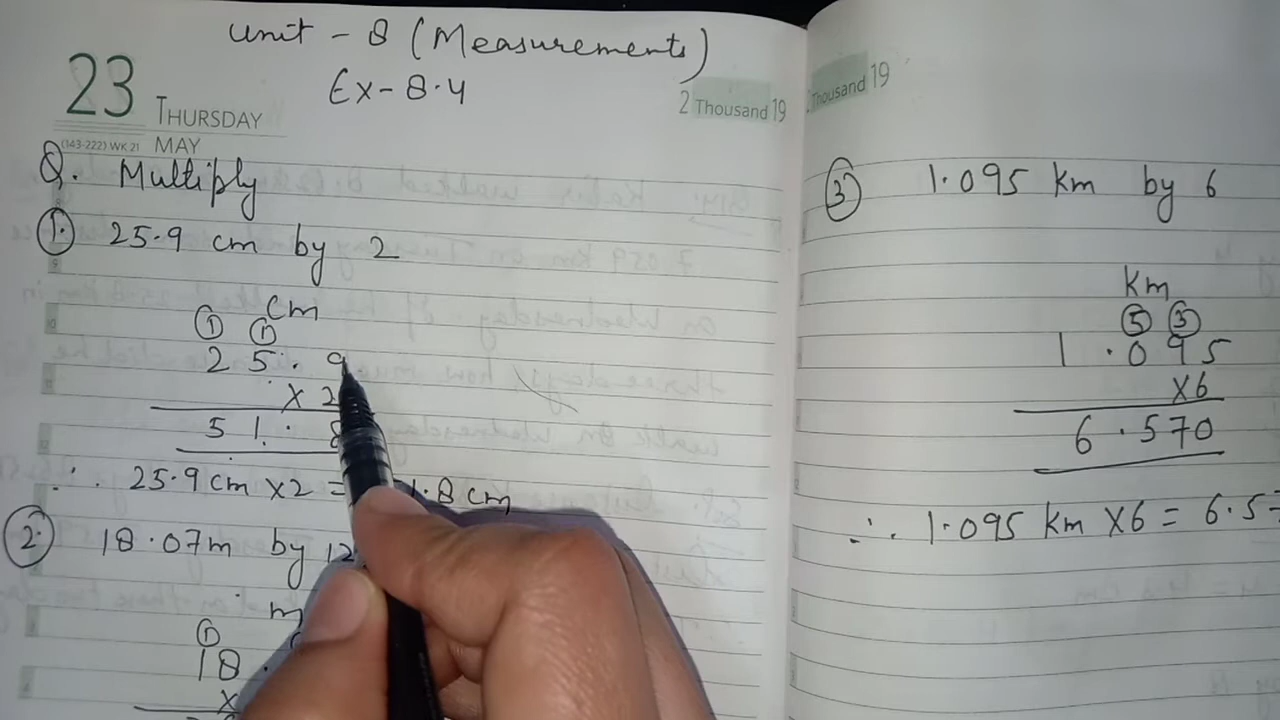 Unit - 8 (Measurements)
Ex - 8.4
23 THURSDAY
(143-222) WK 21 MAY
2 Thousand 19
Q. Multiply
1. 25.9 cm by 2
cm
1 1
25.9
x 2
51. 8
∴ 25.9 cm x 2 = 1.8 cm
2. 18.07m by 12
m
1
18.
x
Thousand 19
3 1.095 km by 6
km
5 3
1.095
x6
6.570
∴ 1.095 km x 6 = 6.57